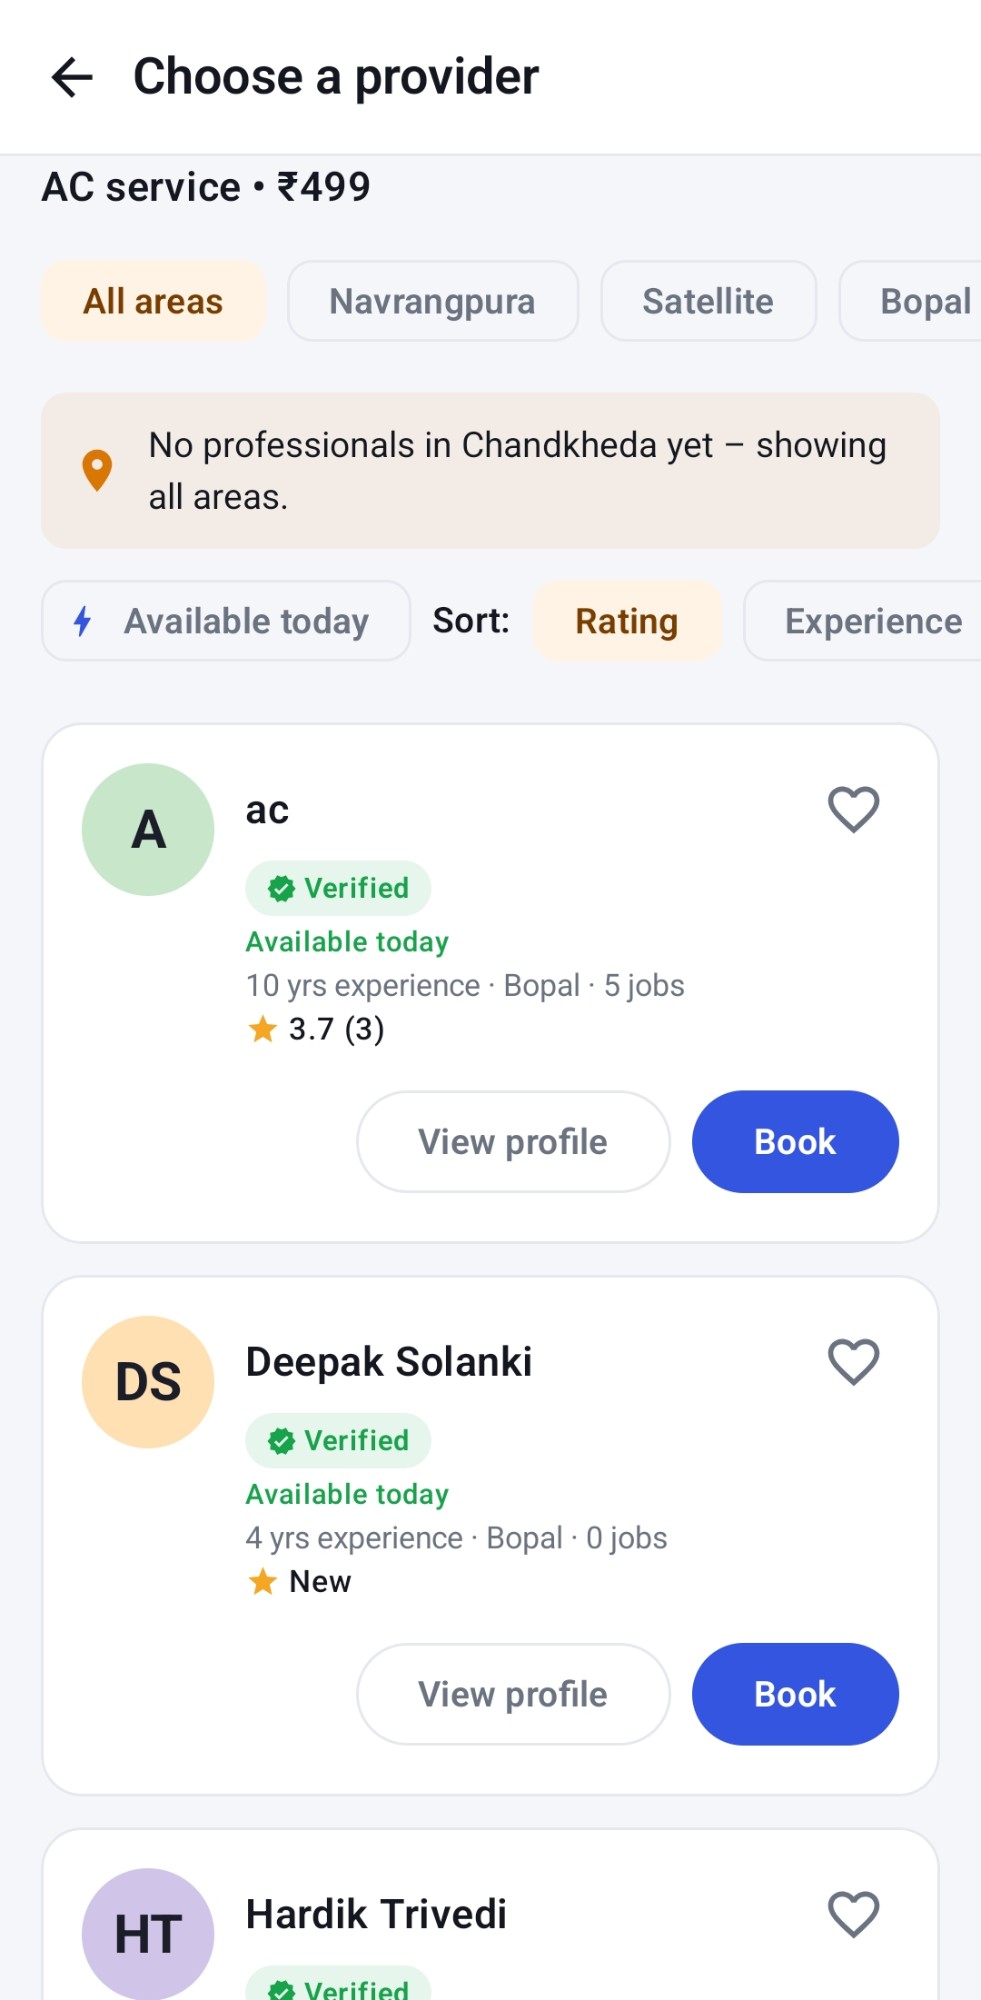 Choose a provider
AC service • ₹499
All areas
Navrangpura
Satellite
Bopal
No professionals in Chandkheda yet – showing
all areas.
Available today
Sort:
Rating
Experience
A
ac
Verified
Available today
10 yrs experience · Bopal · 5 jobs
3.7 (3)
View profile
Book
DS
Deepak Solanki
Verified
Available today
4 yrs experience · Bopal · 0 jobs
New
View profile
Book
HT
Hardik Trivedi
Verified